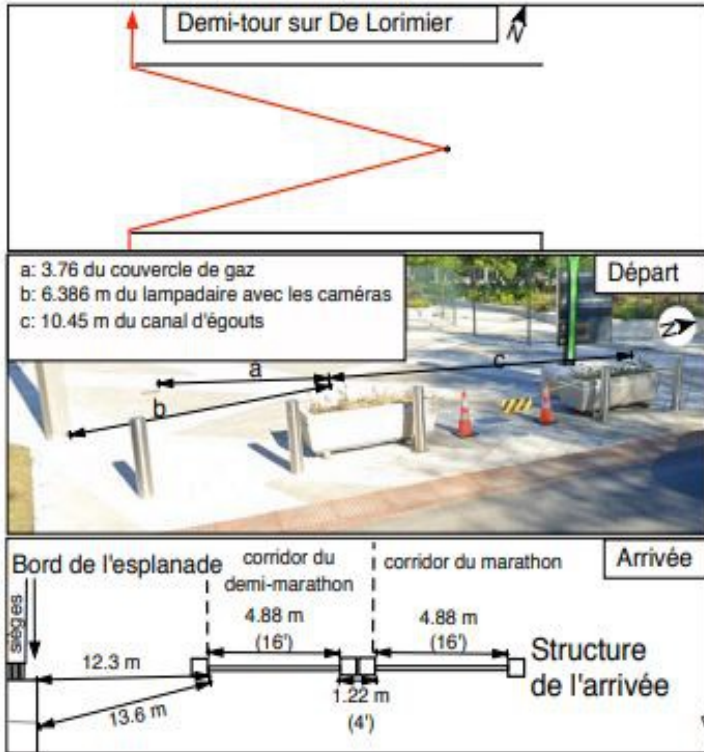 Demi-tour sur De Lorimier
N
a: 3.76 du couvercle de gaz
b: 6.386 m du lampadaire avec les caméras
c: 10.45 m du canal d'égouts
Départ
N
a
b
c
Bord de l'esplanade
corridor du
demi-marathon
corridor du marathon
Arrivée
sièges
4.88 m
(16')
4.88 m
(16')
12.3 m
13.6 m
1.22 m
(4')
Structure
de l'arrivée